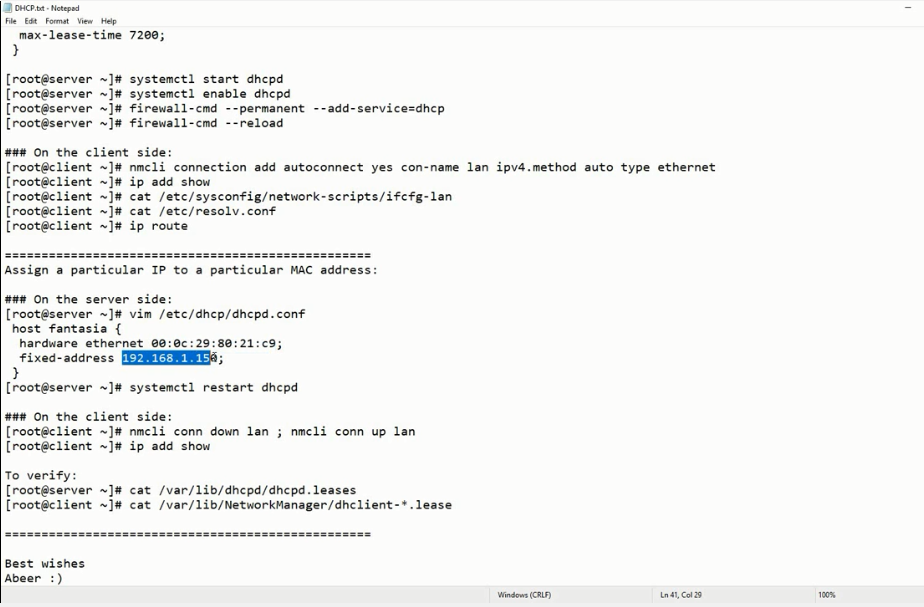 DHCP.txt - Notepad
File Edit Format View Help
max-lease-time 7200;
}
[root@server ~]# systemctl start dhcpd
[root@server ~]# systemctl enable dhcpd
[root@server ~]# firewall-cmd --permanent --add-service=dhcp
[root@server ~]# firewall-cmd --reload
### On the client side:
[root@client ~]# nmcli connection add autoconnect yes con-name lan ipv4.method auto type ethernet
[root@client ~]# ip add show
[root@client ~]# cat /etc/sysconfig/network-scripts/ifcfg-lan
[root@client ~]# cat /etc/resolv.conf
[root@client ~]# ip route
==================================================
Assign a particular IP to a particular MAC address:
### On the server side:
[root@server ~]# vim /etc/dhcp/dhcpd.conf
host fantasia {
hardware ethernet 00:0c:29:80:21:c9;
fixed-address 192.168.1.150;
}
[root@server ~]# systemctl restart dhcpd
### On the client side:
[root@client ~]# nmcli conn down lan ; nmcli conn up lan
[root@client ~]# ip add show
To verify:
[root@server ~]# cat /var/lib/dhcpd/dhcpd.leases
[root@client ~]# cat /var/lib/NetworkManager/dhclient-*.lease
==================================================
Best wishes
Abeer :)
Windows (CRLF) Ln 41, Col 29 100%